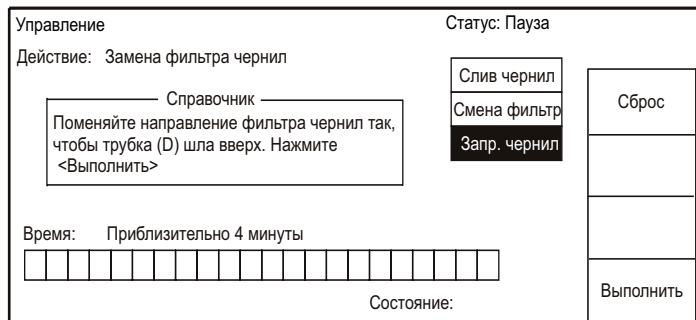 Управление
Статус: Пауза
Действие: Замена фильтра чернил
Слив чернил
Смена фильтр
Запр. чернил
Сброс
Справочник
Поменяйте направление фильтра чернил так,
чтобы трубка (D) шла вверх. Нажмите
<Выполнить>
Время: Приблизительно 4 минуты
Состояние:
Выполнить